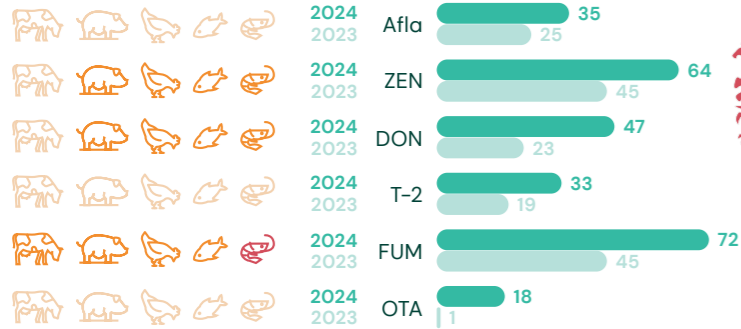 2024 Afla 35
2023 25
2024 ZEN 64
2023 45
2024 DON 47
2023 23
2024 T-2 33
2023 19
2024 FUM 72
2023 45
2024 OTA 18
2023 1